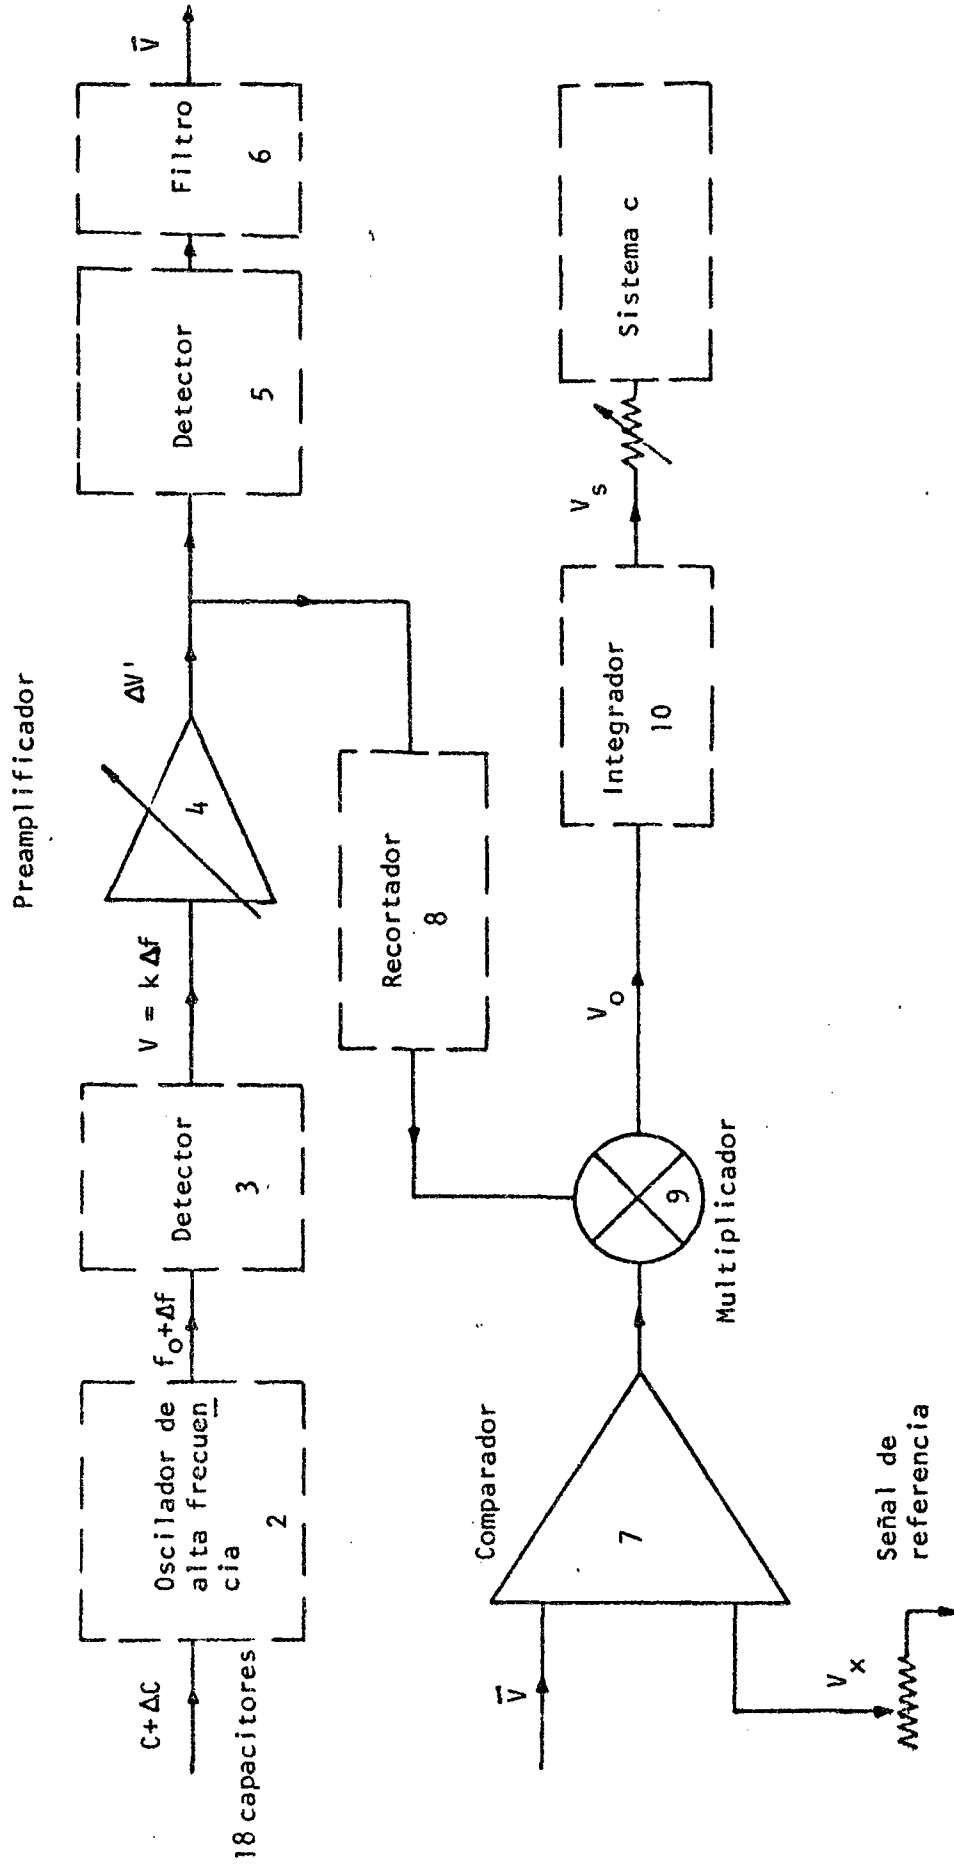 C+ΔC
18 capacitores
Oscilador de
alta frecuen
cia
2
f₀+Δf
Detector
3
V = kΔf
Preamplificador
4
ΔV'
Detector
5
Filtro
6
V̅
Recortador
8
V̅
Vₓ
Señal de
referencia
Comparador
7
Multiplicador
9
V₀
Integrador
10
Vₛ
Sistema c